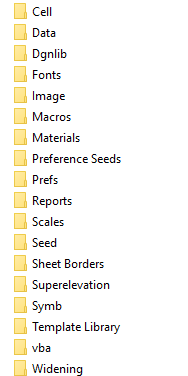 Cell
Data
Dgnlib
Fonts
Image
Macros
Materials
Preference Seeds
Prefs
Reports
Scales
Seed
Sheet Borders
Superelevation
Symb
Template Library
vba
Widening